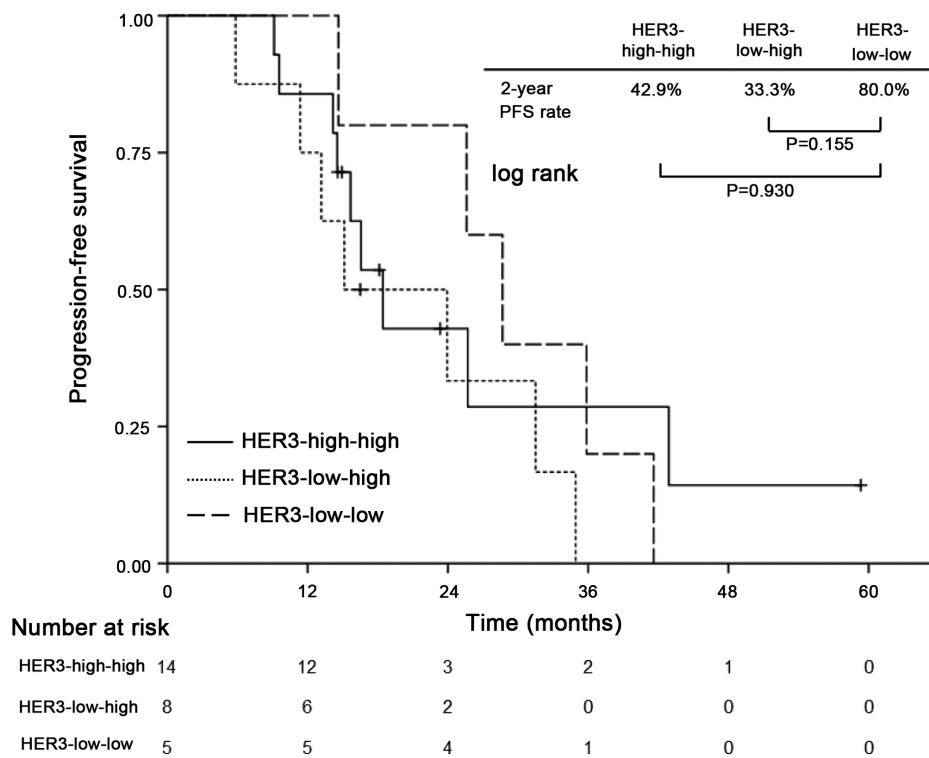 HER3-high-high HER3-low-high HER3-low-low
2-year PFS rate 42.9% 33.3% 80.0%
P=0.155
log rank
P=0.930
Progression-free survival
1.00
0.75
0.50
0.25
0.00
HER3-high-high
HER3-low-high
HER3-low-low
0 12 24 36 48 60
Time (months)
Number at risk
HER3-high-high 14 12 3 2 1 0
HER3-low-high 8 6 2 0 0 0
HER3-low-low 5 5 4 1 0 0